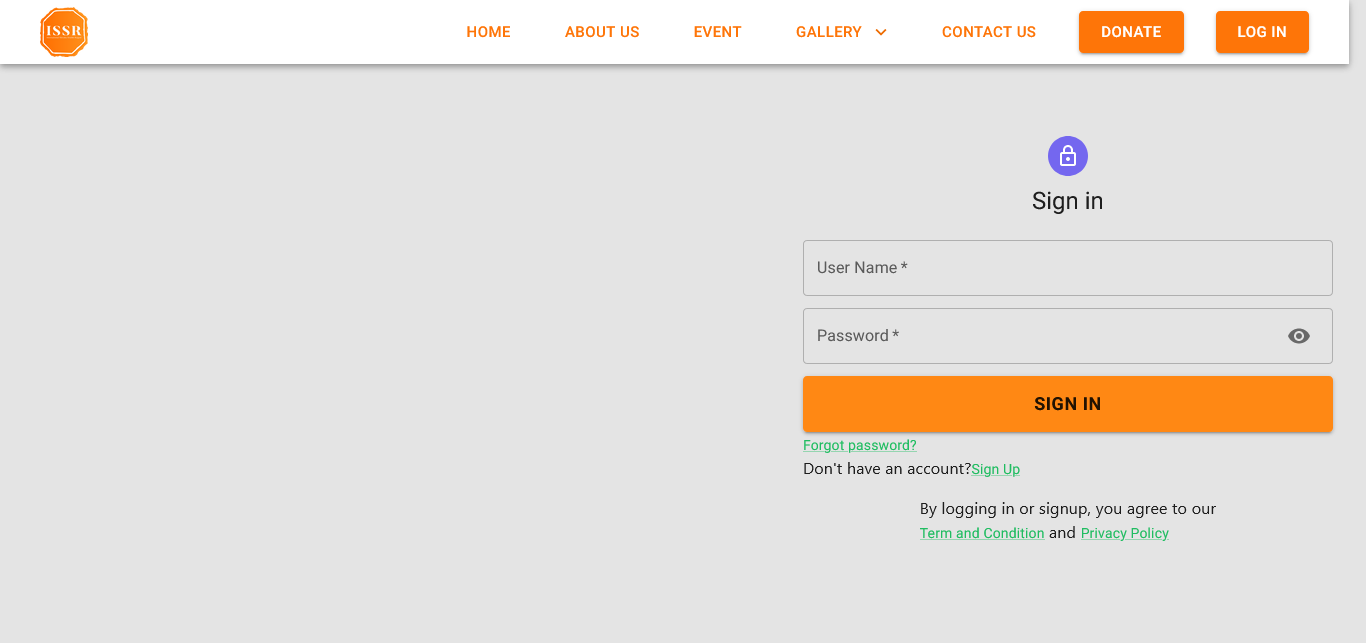 ISSR
HOME ABOUT US EVENT GALLERY CONTACT US DONATE LOG IN
Sign in
User Name *
Password *
SIGN IN
Forgot password?
Don't have an account?Sign Up
By logging in or signup, you agree to our
Term and Condition and Privacy Policy